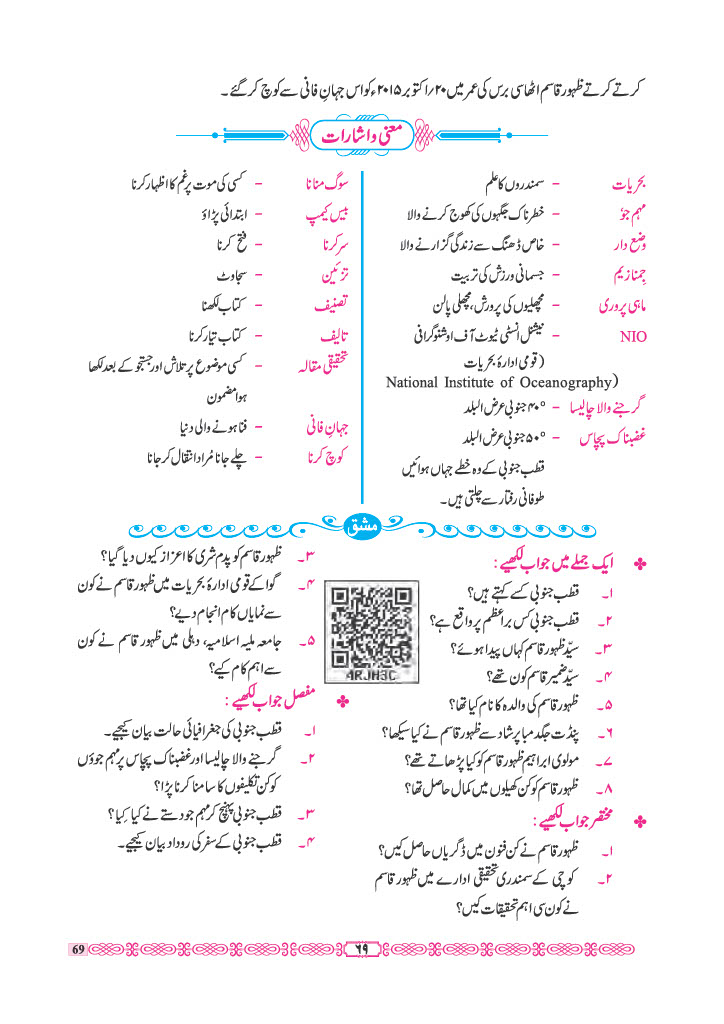 کرتے کرتے ظہور قاسم اٹھاسی برس کی عمر میں ۲۰؍اکتوبر ۲۰۱۵ء کو اس جہانِ فانی سے کوچ کر گئے۔
معنی و اشارات
بحریات - سمندروں کا علم
مہم جوٗ - خطرناک جگہوں کی کھوج کرنے والا
وضع دار - خاص ڈھنگ سے زندگی گزارنے والا
جِمنازیم - جسمانی ورزش کی تربیت
ماہی پروری - مچھلیوں کی پرورش، مچھلی پالن
NIO - نیشنل انسٹی ٹیوٹ آف اوشنوگرافی
(قومی ادارۂ بحریات
National Institute of Oceanography)
گرجنے والا چالیسا - °۴۰ جنوبی عرض البلد
غضبناک پچاس - °۵۰ جنوبی عرض البلد
قطب جنوبی کے وہ خطے جہاں ہوائیں
طوفانی رفتار سے چلتی ہیں۔
سوگ منانا - کسی کی موت پر غم کا اظہار کرنا
بیس کیمپ - ابتدائی پڑاؤ
سر کرنا - فتح کرنا
تزئین - سجاوٹ
تصنیف - کتاب لکھنا
تالیف - کتاب تیار کرنا
تحقیقی مقالہ - کسی موضوع پر تلاش اور جستجو کے بعد لکھا
ہوا مضمون
جہانِ فانی - فنا ہونے والی دنیا
کوچ کرنا - چلے جانا مُراد انتقال کر جانا
مشق
ایک جملے میں جواب لکھیے:
۱۔ قطب جنوبی کسے کہتے ہیں؟
۲۔ قطب جنوبی کس براعظم پر واقع ہے؟
۳۔ سیّد ظہور قاسم کہاں پیدا ہوئے؟
۴۔ سیّد ضمیر قاسم کون تھے؟
۵۔ ظہور قاسم کی والدہ کا نام کیا تھا؟
۶۔ پنڈت جگدمبا پرشاد سے ظہور قاسم نے کیا سیکھا؟
۷۔ مولوی ابراہیم ظہور قاسم کو کیا پڑھاتے تھے؟
۸۔ ظہور قاسم کو کن کھیلوں میں کمال حاصل تھا؟
مختصر جواب لکھیے:
۱۔ ظہور قاسم نے کن فنون میں ڈگریاں حاصل کیں؟
۲۔ کوچی کے سمندری تحقیقی ادارے میں ظہور قاسم
نے کون سی اہم تحقیقات کیں؟
4RJH3C
۳۔ ظہور قاسم کو پدم شری کا اعزاز کیوں دیا گیا؟
۴۔ گوا کے قومی ادارۂ بحریات میں ظہور قاسم نے کون
سے نمایاں کام انجام دیے؟
۵۔ جامعہ ملیہ اسلامیہ، دہلی میں ظہور قاسم نے کون
سے اہم کام کیے؟
مفصل جواب لکھیے:
۱۔ قطب جنوبی کی جغرافیائی حالت بیان کیجیے۔
۲۔ گرجنے والا چالیسا اور غضبناک پچاس پر مہم جوؤں
کو کن تکلیفوں کا سامنا کرنا پڑا؟
۳۔ قطب جنوبی پہنچ کر مہم جو دستے نے کیا کِیا؟
۴۔ قطب جنوبی کے سفر کی روداد بیان کیجیے۔
۶۹
69